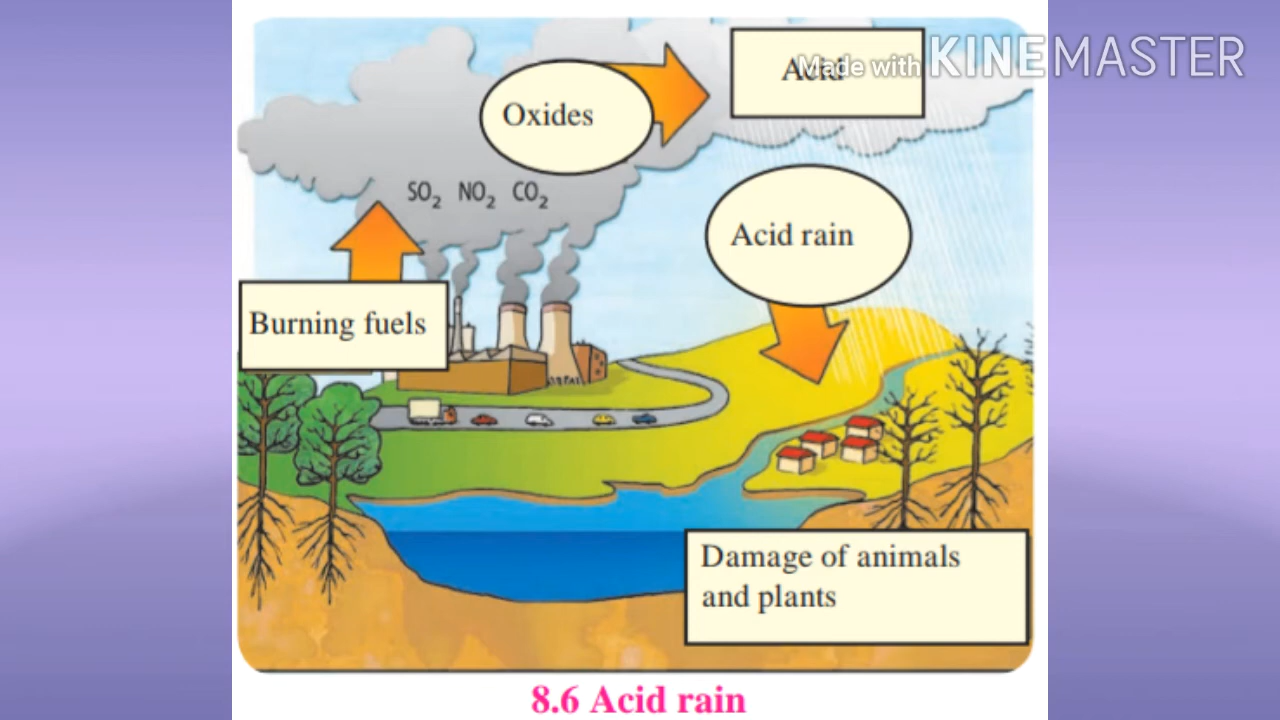 Acid
Made with KINEMASTER
Oxides
SO₂ NO₂ CO₂
Acid rain
Burning fuels
Damage of animals
and plants
8.6 Acid rain